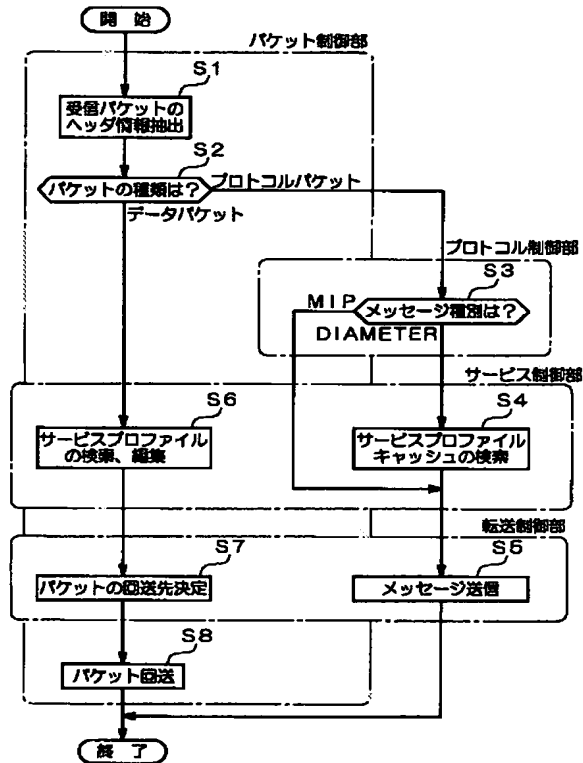 開 始
パケット制御部
S1
受信パケットの
ヘッダ情報抽出
S2
パケットの種類は?
プロトコルパケット
データパケット
プロトコル制御部
S3
MIP
メッセージ種別は?
DIAMETER
サービス制御部
S6
S4
サービスプロファイル
の検索、編集
サービスプロファイル
キャッシュの検索
転送制御部
S7
S5
パケットの回送先決定
メッセージ送信
S8
パケット回送
終 了